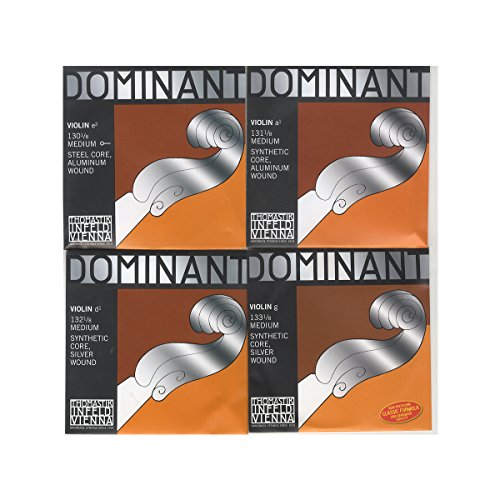 DOMINANT
VIOLIN e²
130 1/8
MEDIUM
STEEL CORE,
ALUMINUM
WOUND
THOMASTIK
INFELD
VIENNA
DOMINANT
VIOLIN a¹
131 1/8
MEDIUM
SYNTHETIC
CORE,
ALUMINUM
WOUND
THOMASTIK
INFELD
VIENNA
DOMINANT
VIOLIN d¹
132 1/8
MEDIUM
SYNTHETIC
CORE,
SILVER
WOUND
THOMASTIK
INFELD
VIENNA
DOMINANT
VIOLIN g
133 1/8
MEDIUM
SYNTHETIC
CORE,
SILVER
WOUND
THOMASTIK
INFELD
VIENNA
CLASSIC FORMULA